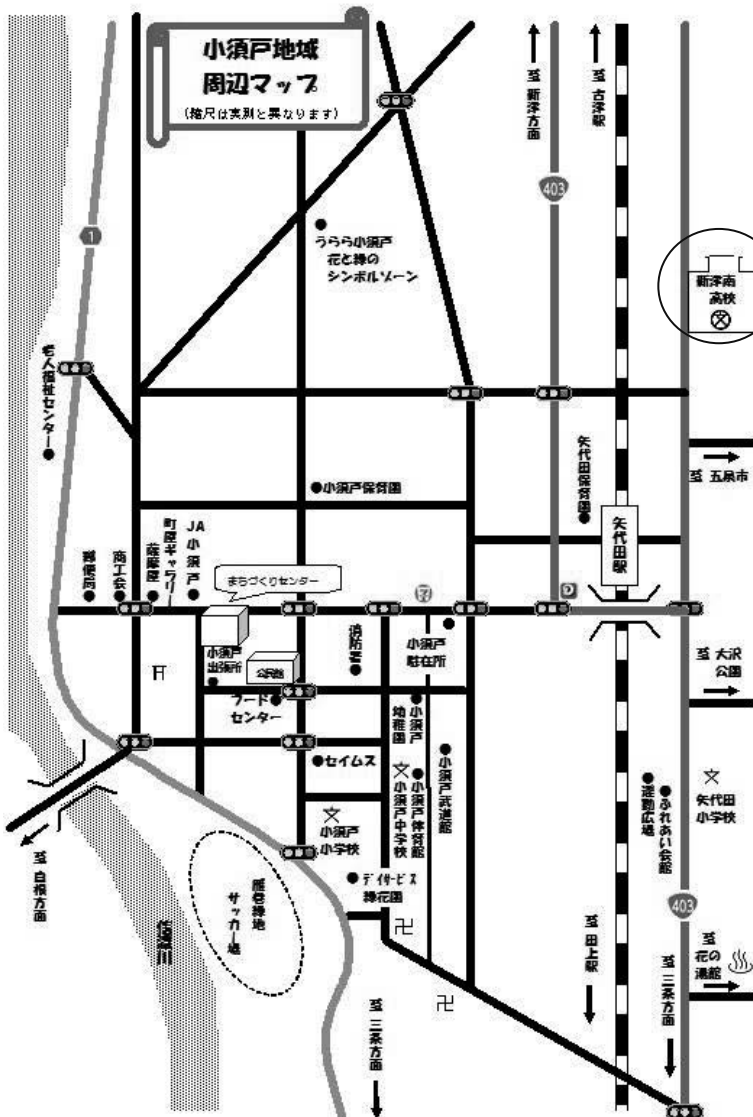 小須戸地域
周辺マップ
(縮尺は実測と異なります)
至 新津方面
至 古津駅
403
1
うらら小須戸
花と緑の
シンボルゾーン
新津南
高校
老人福祉センター
矢代田保育園
至 五泉市
小須戸保育園
矢代田駅
郵便局
商工会
薩摩屋
町屋ギャラリー
JA小須戸
まちづくりセンター
7
P
小須戸
出張所
公民館
消防署
小須戸
駐在所
至 大沢
公園
フード
センター
小須戸
幼稚園
セイムス
小須戸中学校
小須戸体育館
小須戸武道館
小須戸
小学校
運動広場
ふれあい会館
矢代田
小学校
至 白根方面
雁巻緑地
サッカー場
デイサービス
緑花園
403
至 田上駅
至 花の
湯館
至 三条方面
至 三条方面